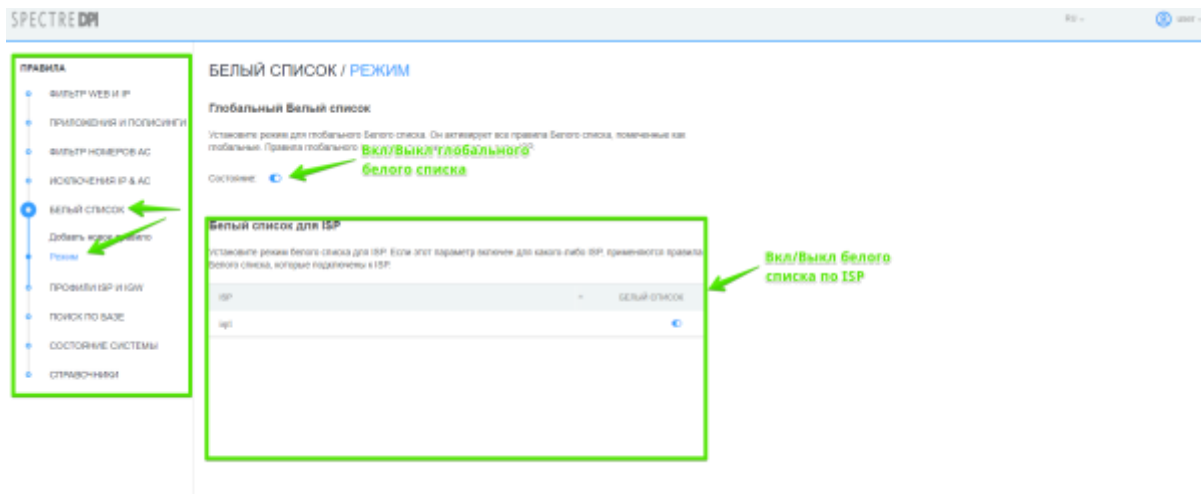 SPECTRE DPI
RU
user
ПРАВИЛА
ФИЛЬТР WEB И IP
ПРИЛОЖЕНИЯ И ПОЛИСИНГИ
ФИЛЬТР НОМЕРОВ АС
ИСКЛЮЧЕНИЯ IP & АС
БЕЛЫЙ СПИСОК
Добавить новое правило
Режим
ПРОФИЛИ ISP И IGW
ПОИСК ПО БАЗЕ
СОСТОЯНИЕ СИСТЕМЫ
СПРАВОЧНИКИ
БЕЛЫЙ СПИСОК / РЕЖИМ
Глобальный Белый список
Установите режим для глобального Белого списка. Он активирует все правила Белого списка, помеченные как
глобальные. Правила глобального ISP.
Вкл/Выкл глобального
белого списка
Состояние:
Белый список для ISP
Установите режим белого списка для ISP. Если этот параметр включен для какого-либо ISP, применяются правила
Белого списка, которые подключены к ISP.
ISP
БЕЛЫЙ СПИСОК
Вкл/Выкл белого
списка по ISP